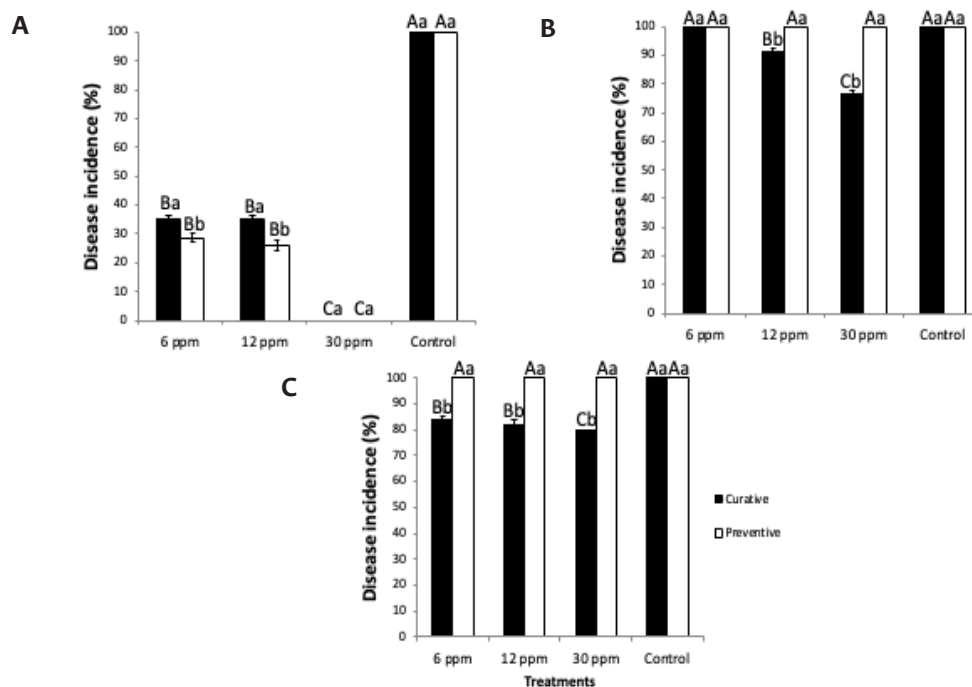 A
Disease incidence (%)
100
90
80
70
60
50
40
30
20
10
0
Aa Aa
Ba
Bb
Ba
Bb
Ca Ca
6 ppm 12 ppm 30 ppm Control
B
Disease incidence (%)
100
90
80
70
60
50
40
30
20
10
0
Aa Aa Aa Aa Aa Aa
Bb
Cb
6 ppm 12 ppm 30 ppm Control
C
Disease incidence (%)
100
90
80
70
60
50
40
30
20
10
0
Aa Aa Aa Aa Aa
Bb Bb Cb
6 ppm 12 ppm 30 ppm Control
Treatments
Curative
Preventive